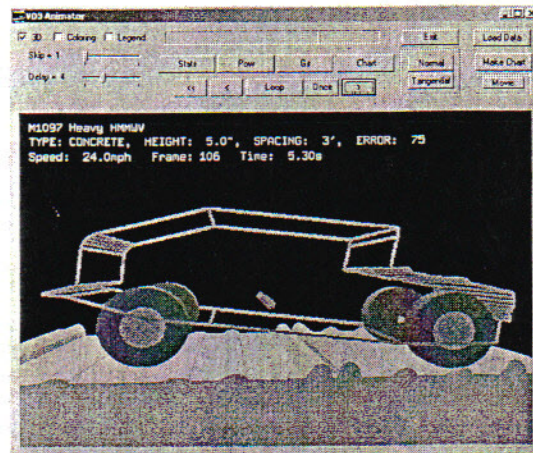 VD3 Animator
3D Coloring Legend
Skip = 1
Delay = 4
Stats Pow Go Chart
<< < Loop Once >
Exit Load Data
Normal Make Chart
Tangential Movie
M1097 Heavy HMMWV
TYPE: CONCRETE, HEIGHT: 5.0", SPACING: 3', ERROR: 75
Speed: 24.0mph Frame: 106 Time: 5.30s